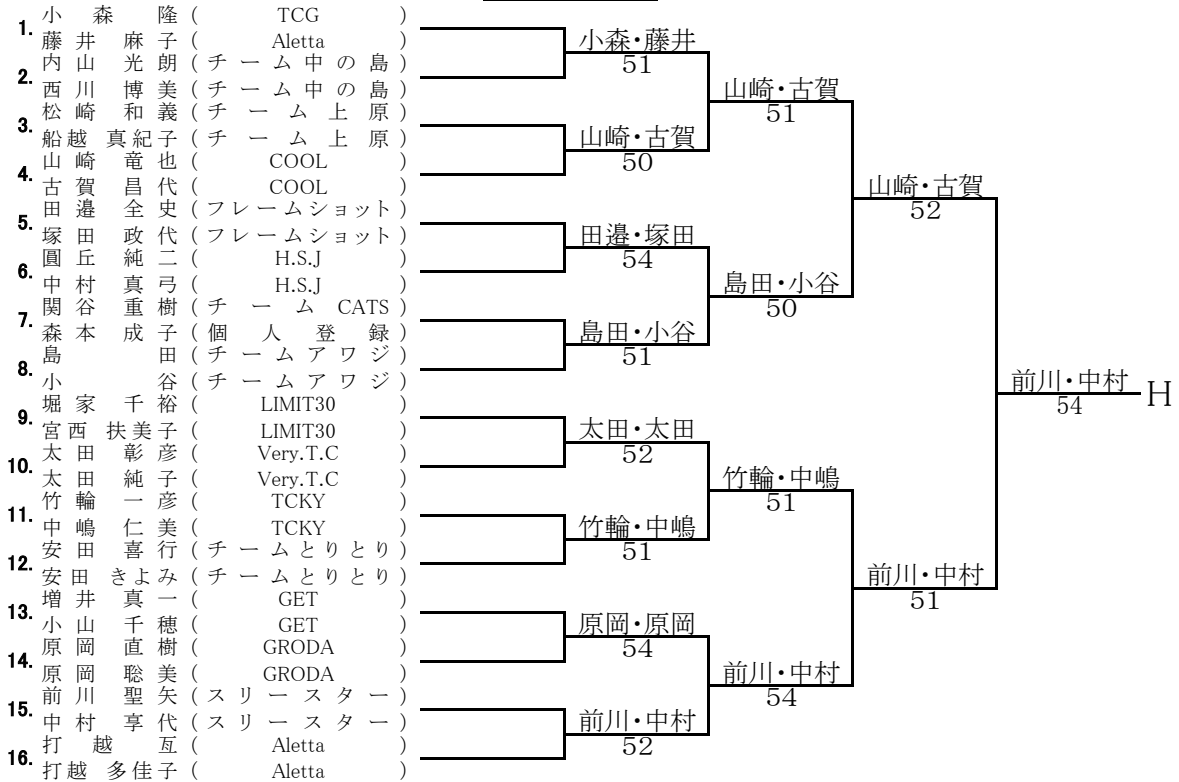 1. 小森 隆 ( TCG )
藤井 麻子 ( Aletta )
2. 内山 光朗 ( チーム中の島 )
西川 博美 ( チーム中の島 )
3. 松崎 和義 ( チーム上原 )
船越 真紀子 ( チーム上原 )
4. 山崎 竜也 ( COOL )
古賀 昌代 ( COOL )
5. 田邉 全史 ( フレームショット )
塚田 政代 ( フレームショット )
6. 圓丘 純二 ( H.S.J )
中村 真弓 ( H.S.J )
7. 関谷 重樹 ( チーム CATS )
森本 成子 ( 個人登録 )
8. 島田 ( チームアワジ )
小谷 ( チームアワジ )
9. 堀家 千裕 ( LIMIT30 )
宮西 扶美子 ( LIMIT30 )
10. 太田 彰彦 ( Very.T.C )
太田 純子 ( Very.T.C )
11. 竹輪 一彦 ( TCKY )
中嶋 仁美 ( TCKY )
12. 安田 喜行 ( チームとりとり )
安田 きよみ ( チームとりとり )
13. 増井 真一 ( GET )
小山 千穂 ( GET )
14. 原岡 直樹 ( GRODA )
原岡 聡美 ( GRODA )
15. 前川 聖矢 ( スリースター )
中村 享代 ( スリースター )
16. 打越 亙 ( Aletta )
打越 多佳子 ( Aletta )
小森・藤井
51
山崎・古賀
50
田邉・塚田
54
島田・小谷
51
太田・太田
52
竹輪・中嶋
51
原岡・原岡
54
前川・中村
52
山崎・古賀
51
島田・小谷
50
竹輪・中嶋
51
前川・中村
54
山崎・古賀
52
前川・中村
51
前川・中村
54
H